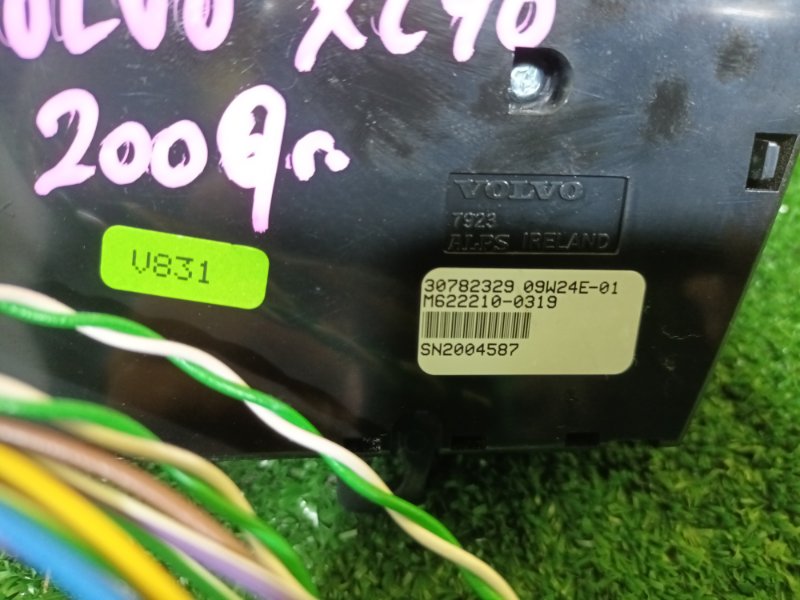 VOLVO XC90
2009г
VOLVO
7923
ALPS IRELAND
V831
30782329 09W24E-01
M622210-0319
SN2004587